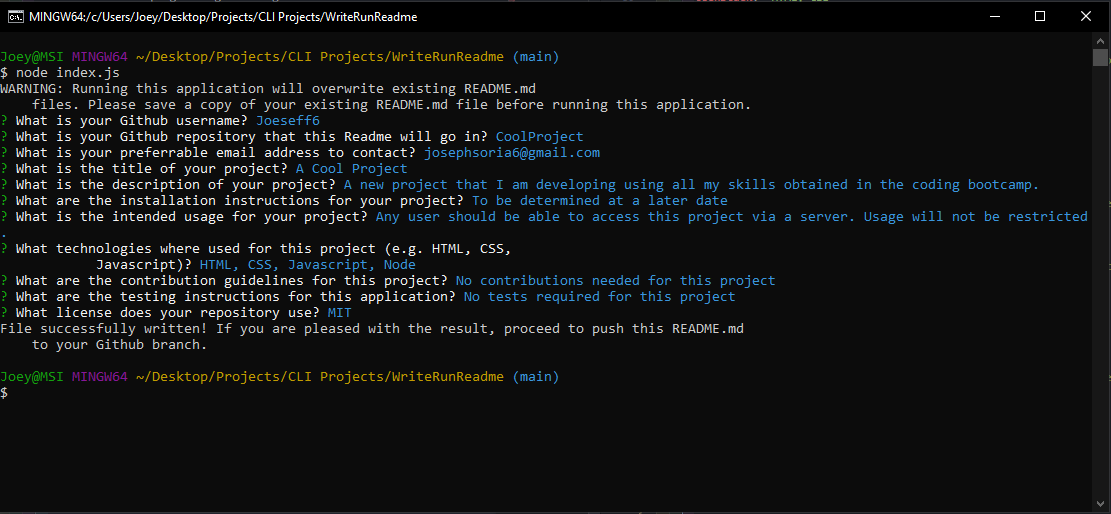 MINGW64:/c/Users/Joey/Desktop/Projects/CLI Projects/WriteRunReadme
Joey@MSI MINGW64 ~/Desktop/Projects/CLI Projects/WriteRunReadme (main)
$ node index.js
WARNING: Running this application will overwrite existing README.md
    files. Please save a copy of your existing README.md file before running this application.
? What is your Github username? Joeseff6
? What is your Github repository that this Readme will go in? CoolProject
? What is your preferrable email address to contact? josephsoria6@gmail.com
? What is the title of your project? A Cool Project
? What is the description of your project? A new project that I am developing using all my skills obtained in the coding bootcamp.
? What are the installation instructions for your project? To be determined at a later date
? What is the intended usage for your project? Any user should be able to access this project via a server. Usage will not be restricted
.
? What technologies where used for this project (e.g. HTML, CSS,
            Javascript)? HTML, CSS, Javascript, Node
? What are the contribution guidelines for this project? No contributions needed for this project
? What are the testing instructions for this application? No tests required for this project
? What license does your repository use? MIT
File successfully written! If you are pleased with the result, proceed to push this README.md
    to your Github branch.
Joey@MSI MINGW64 ~/Desktop/Projects/CLI Projects/WriteRunReadme (main)
$